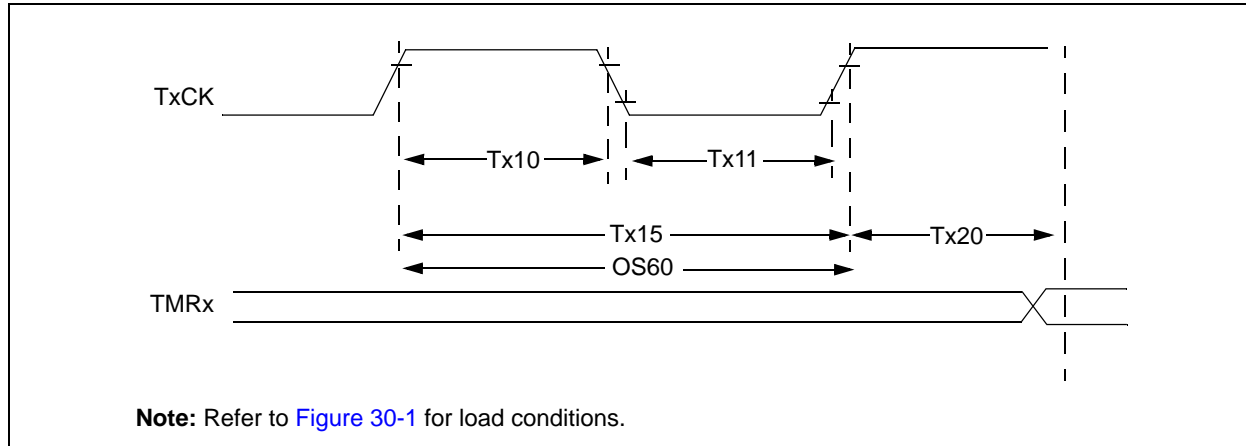 TxCK
Tx10
Tx11
Tx15
Tx20
OS60
TMRx
Note: Refer to Figure 30-1 for load conditions.